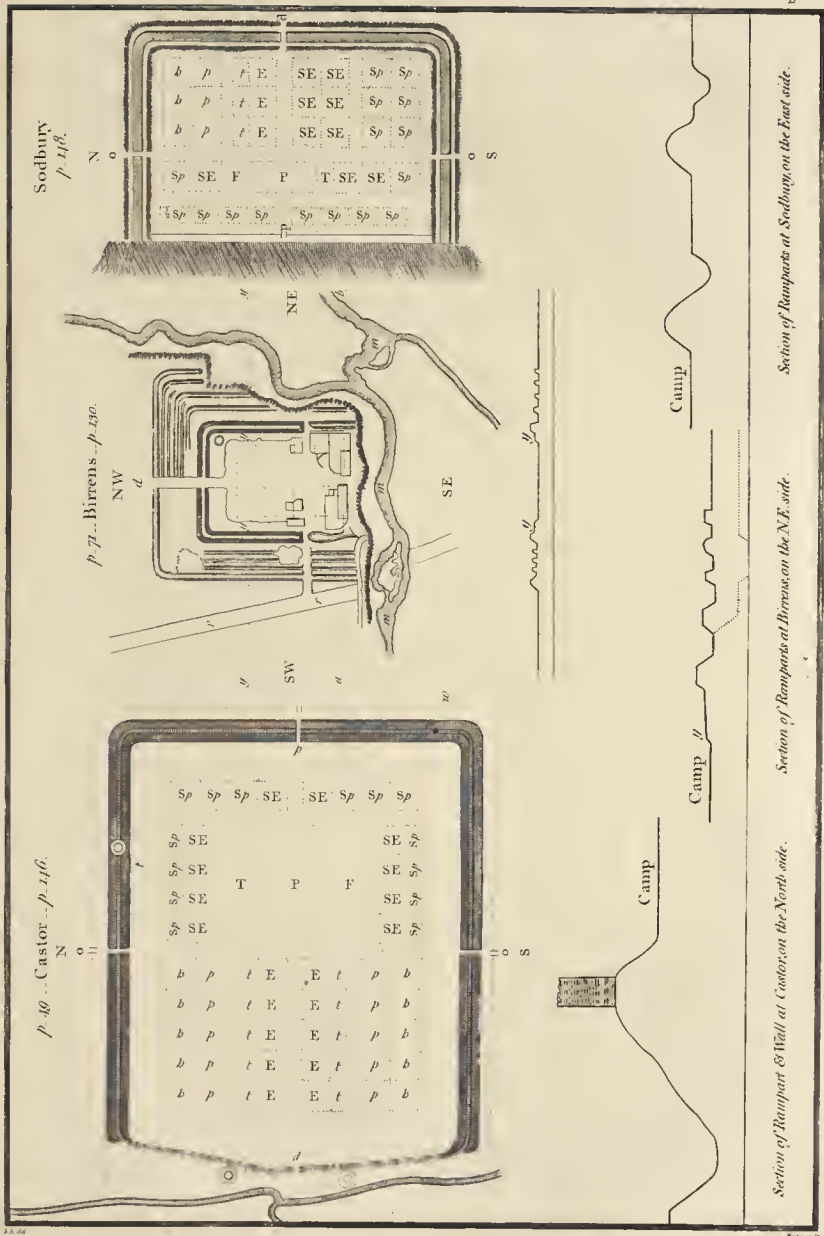 p. 49 .. Castor .. p. 146.
N
o
t
p
Sp Sp Sp SE SE Sp Sp Sp
Sp SE SE Sp
Sp SE SE Sp
Sp SE SE Sp
Sp SE SE Sp
T P F
b p t E E t p b
b p t E E t p b
b p t E E t p b
b p t E E t p b
b p t E E t p b
d
o
S
y
SW
a
w
p. 71 .. Birrens .. p. 130.
NW
d
y
y
y
NE
m
m
m
SE
Sodbury
p. 148.
N
o
d
b p t E SE SE Sp Sp
b p t E SE SE Sp Sp
b p t E SE SE Sp Sp
Sp SE F P T SE SE Sp
½ Sp Sp Sp Sp Sp Sp Sp Sp
p
o
S
Camp
y
y
Camp y
Camp
Section of Rampart & Wall at Castor, on the North side.
Section of Ramparts at Birrens, on the N.E. side.
Section of Ramparts at Sodbury, on the East side.